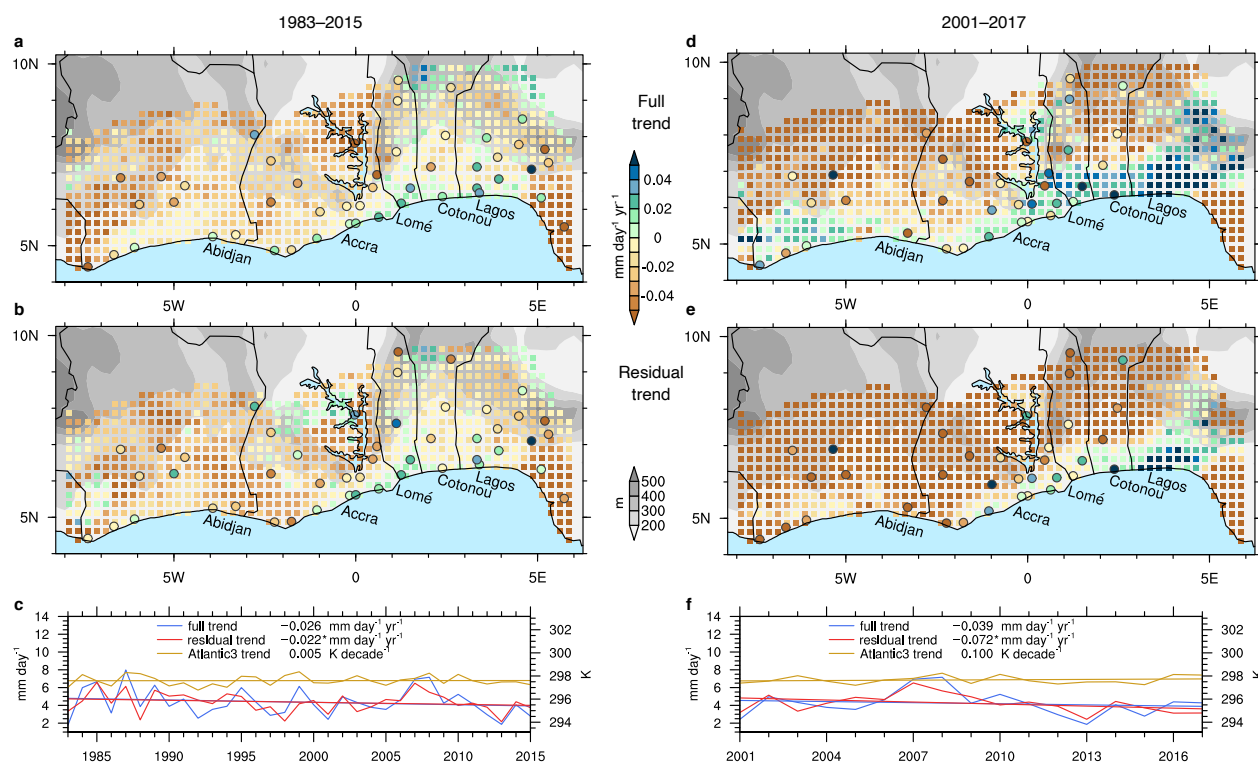 1983–2015
2001–2017
a
10N
5N
5W
0
5E
Abidjan
Accra
Lomé
Cotonou
Lagos
Full
trend
0.04
0.02
0
-0.02
-0.04
mm day⁻¹ yr⁻¹
d
10N
5N
5W
0
5E
Abidjan
Accra
Lomé
Cotonou
Lagos
b
10N
5N
5W
0
5E
Abidjan
Accra
Lomé
Cotonou
Lagos
Residual
trend
m
500
400
300
200
e
10N
5N
5W
0
5E
Abidjan
Accra
Lomé
Cotonou
Lagos
c
full trend −0.026 mm day⁻¹ yr⁻¹
residual trend −0.022* mm day⁻¹ yr⁻¹
Atlantic3 trend 0.005 K decade⁻¹
mm day⁻¹
14
12
10
8
6
4
2
302
300
298
296
294
K
1985 1990 1995 2000 2005 2010 2015
f
full trend −0.039 mm day⁻¹ yr⁻¹
residual trend −0.072* mm day⁻¹ yr⁻¹
Atlantic3 trend 0.100 K decade⁻¹
mm day⁻¹
14
12
10
8
6
4
2
302
300
298
296
294
K
2001 2004 2007 2010 2013 2016